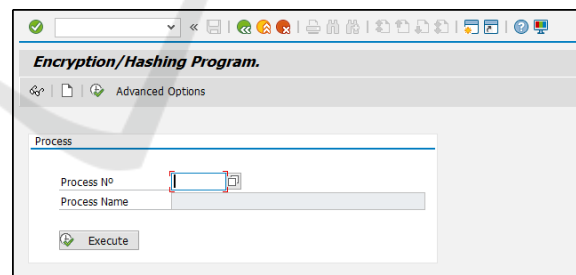 Encryption/Hashing Program.
Advanced Options
Process
Process Nº
Process Name
Execute